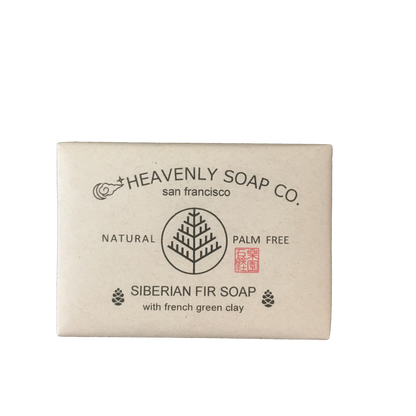 HEAVENLY SOAP CO.
san francisco
NATURAL PALM FREE
SIBERIAN FIR SOAP
with french green clay